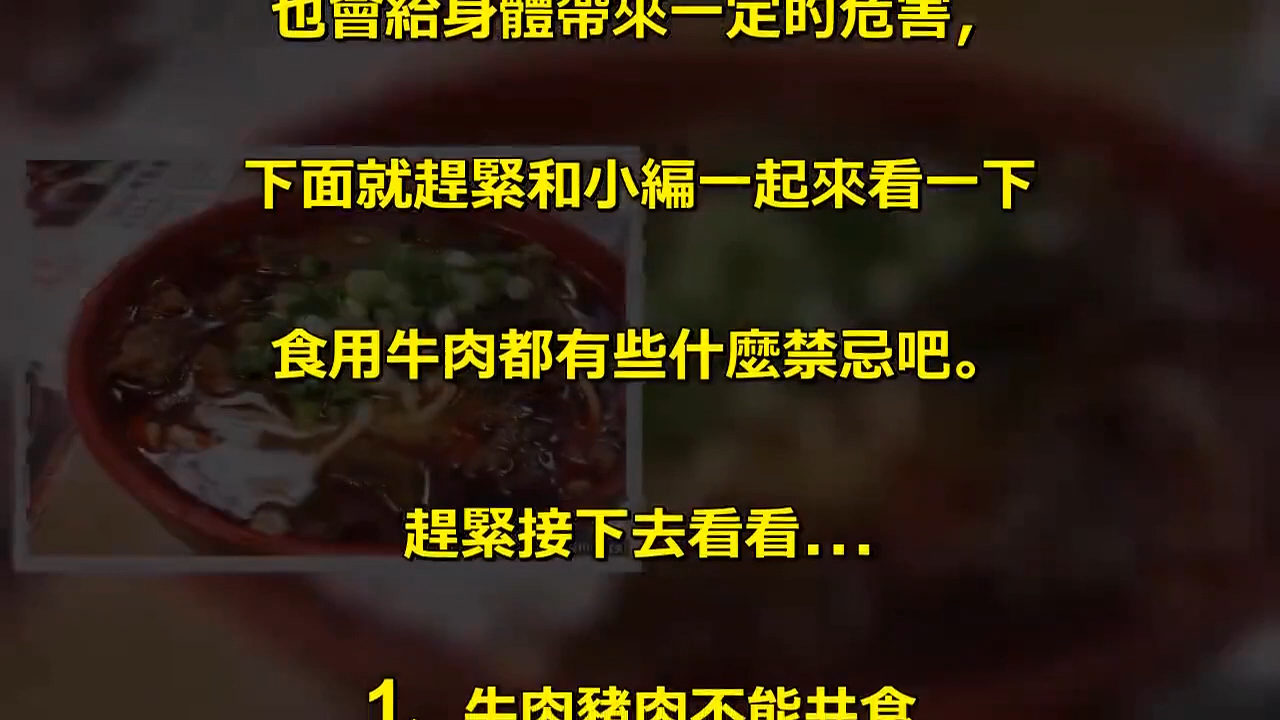 也會給身體帶來一定的危害，
下面就趕緊和小編一起來看一下
食用牛肉都有些什麼禁忌吧。
趕緊接下去看看...
1、牛肉豬肉不能共食